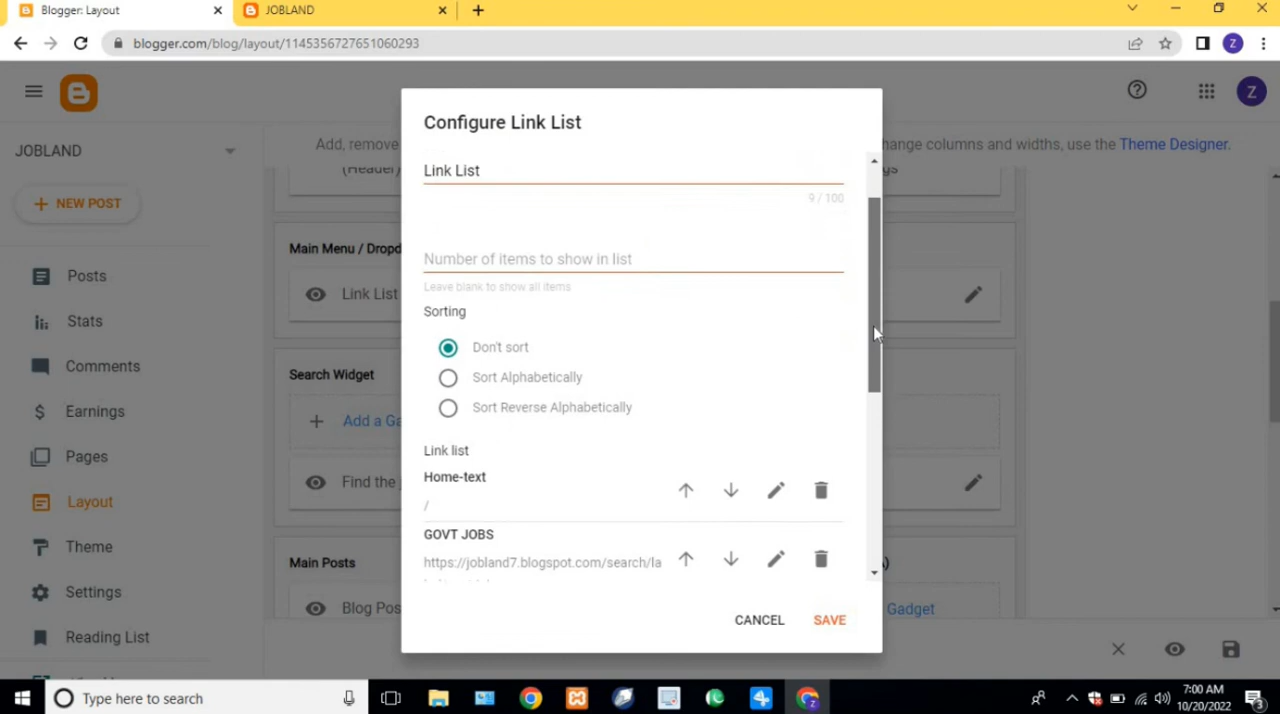 Blogger: Layout
JOBLAND
blogger.com/blog/layout/1145356727651060293
Z
Z
JOBLAND
Add, remove
change columns and widths, use the Theme Designer.
NEW POST
Posts
Stats
Comments
Earnings
Pages
Layout
Theme
Settings
Reading List
(Header)
Main Menu / Dropd
Link List
Search Widget
Add a Ga
Find the
Main Posts
Blog Pos
Gadget
Configure Link List
Link List
9 / 100
Number of items to show in list
Leave blank to show all items
Sorting
Don't sort
Sort Alphabetically
Sort Reverse Alphabetically
Link list
Home-text
/
GOVT JOBS
https://jobland7.blogspot.com/search/la
CANCEL
SAVE
Type here to search
7:00 AM
10/20/2022
3